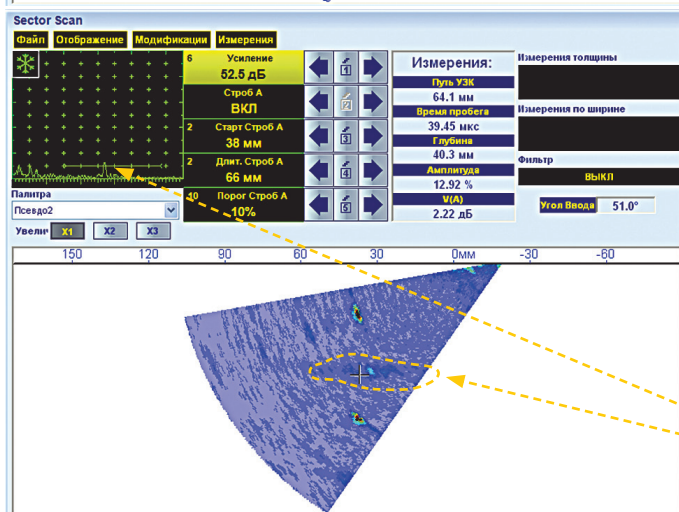 Sector Scan
Файл Отображение Модификации Измерения
6 Усиление
52.5 дБ
1
Строб А
ВКЛ
2
2 Старт Строб А
38 мм
3
2 Длит. Строб А
66 мм
4
10 Порог Строб А
10%
5
Измерения:
Путь УЗК
64.1 мм
Время пробега
39.45 мкс
Глубина
40.3 мм
Амплитуда
12.92 %
V(A)
2.22 дБ
Измерения толщины
Измерения по ширине
Фильтр
ВЫКЛ
Угол Ввода 51.0°
Палитра
Псевдо2
Увелич X1 X2 X3
150 120 90 60 30 0мм -30 -60